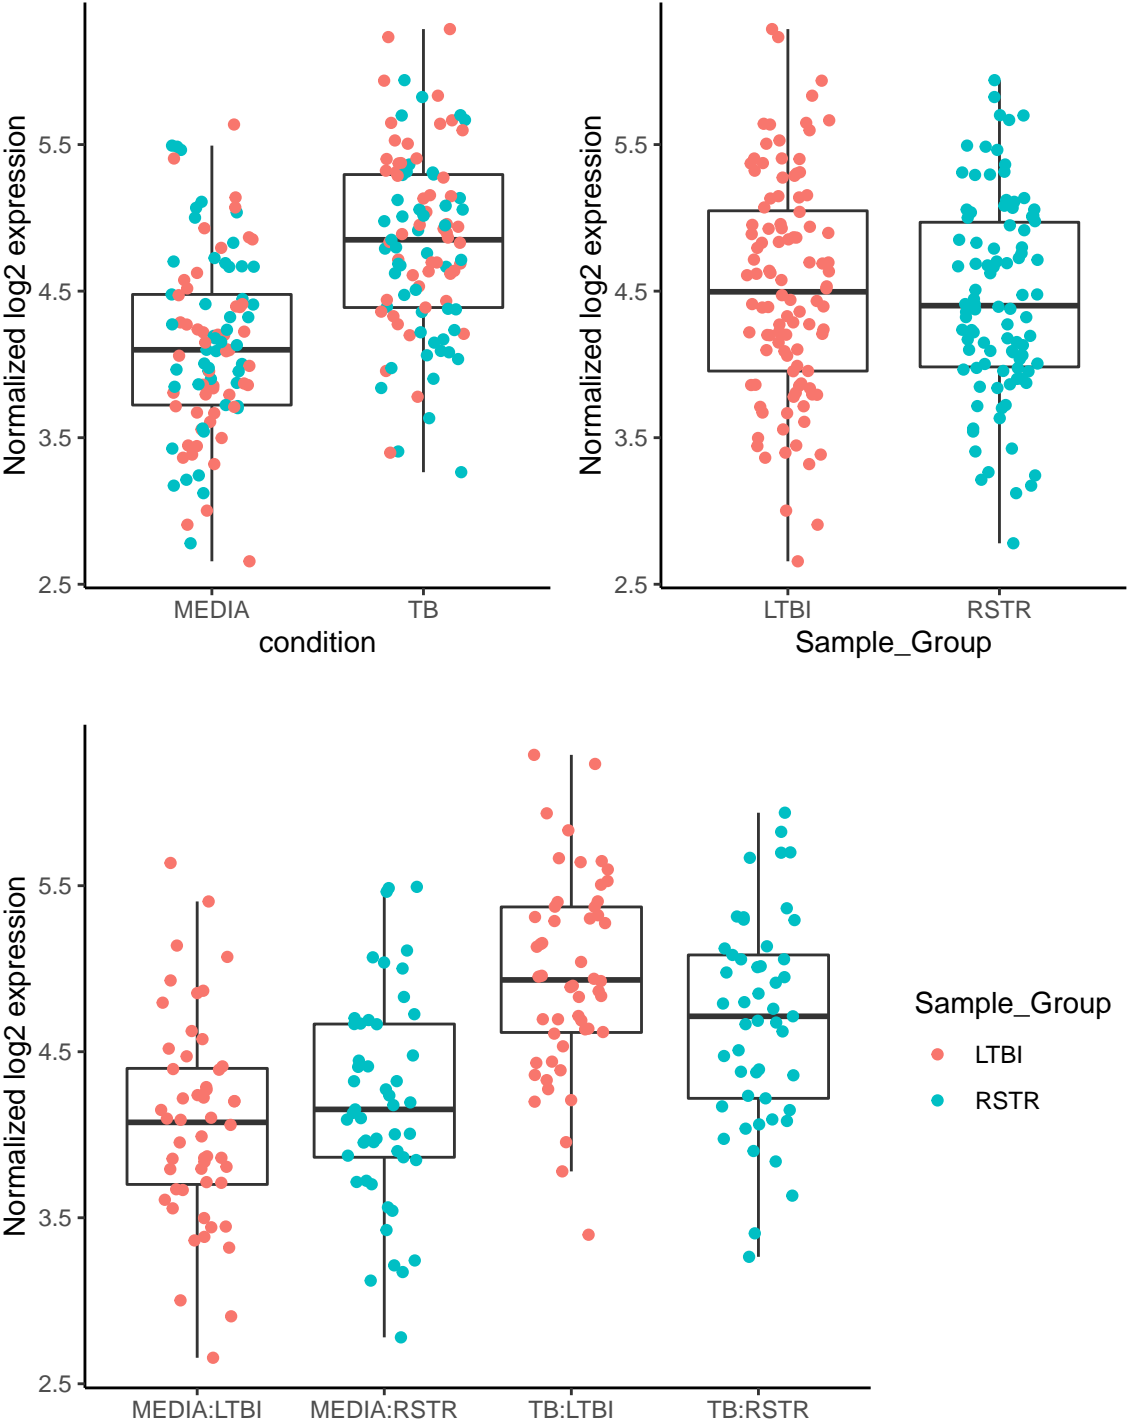 Normalized log2 expression
5.5
4.5
3.5
2.5
MEDIA TB
condition
Normalized log2 expression
5.5
4.5
3.5
2.5
LTBI RSTR
Sample_Group
Normalized log2 expression
5.5
4.5
3.5
2.5
MEDIA:LTBI MEDIA:RSTR TB:LTBI TB:RSTR
Sample_Group
LTBI
RSTR